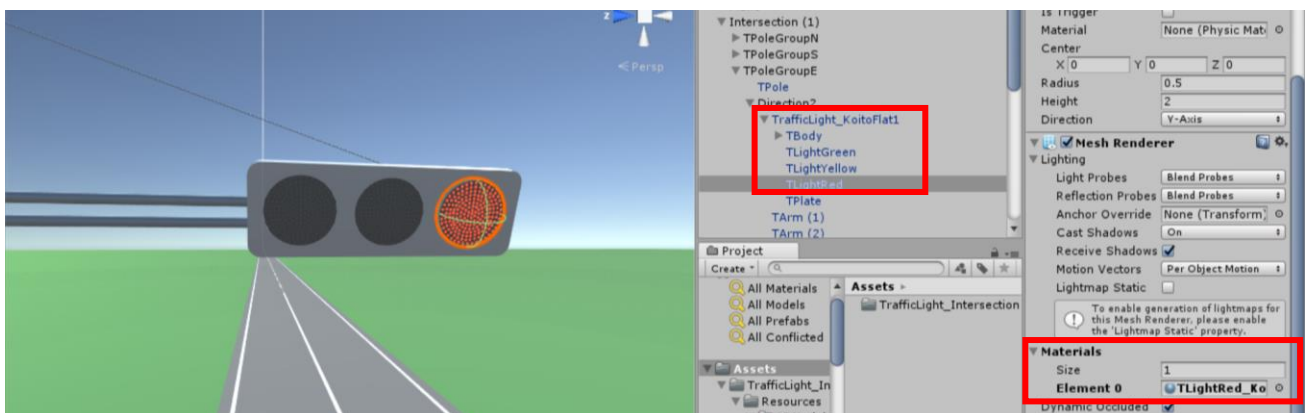 z
Persp
Intersection (1)
TPoleGroupN
TPoleGroupS
TPoleGroupE
TPole
Direction2
TrafficLight_KoitoFlat1
TBody
TLightGreen
TLightYellow
TLightRed
TPlate
TArm (1)
TArm (2)
Project
Create
All Materials
All Models
All Prefabs
All Conflicted
Assets
TrafficLight_In
Resources
Assets
TrafficLight_Intersection
Is Trigger
Material None (Physic Mat
Center
X 0 Y 0 Z 0
Radius 0.5
Height 2
Direction Y-Axis
Mesh Renderer
Lighting
Light Probes Blend Probes
Reflection Probes Blend Probes
Anchor Override None (Transform)
Cast Shadows On
Receive Shadows
Motion Vectors Per Object Motion
Lightmap Static
To enable generation of lightmaps for
this Mesh Renderer, please enable
the 'Lightmap Static' property.
Materials
Size 1
Element 0 TLightRed_Ko
Dynamic Occluded